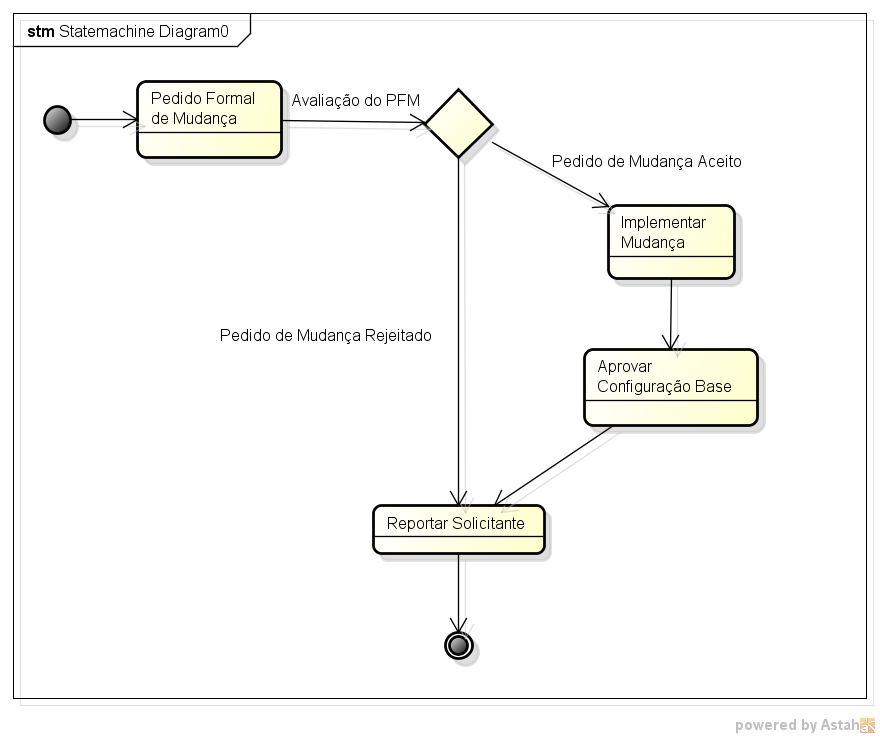 stm Statemachine Diagram0
Pedido Formal
de Mudança
Avaliação do PFM
Pedido de Mudança Aceito
Implementar
Mudança
Pedido de Mudança Rejeitado
Aprovar
Configuração Base
Reportar Solicitante
powered by Astah